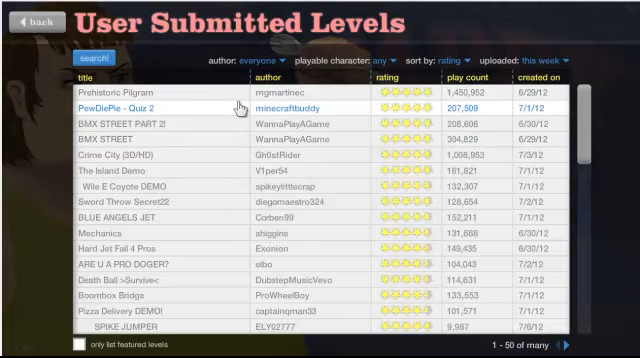 back User Submitted Levels
search! author: everyone playable character: any sort by: rating uploaded: this week
title author rating play count created on
Prehistoric Pilgram mgmartinec 1,450,952 6/29/12
PewDiePie - Quiz 2 minecraftbuddy 207,509 7/1/12
BMX STREET PART 2! WannaPlayAGame 208,606 6/30/12
BMX STREET WannaPlayAGame 304,829 6/29/12
Crime City (3D/HD) Gh0stRider 1,008,953 7/3/12
The Island Demo V1per54 161,821 7/1/12
Wile E Coyote DEMO spikeylittlecrap 132,307 7/1/12
Sword Throw Secret22 diegomaestro324 128,654 7/2/12
BLUE ANGELS JET Corben99 152,211 7/1/12
Mechanics ahiggins 131,688 6/30/12
Hard Jet Fall 4 Pros Exonion 149,435 6/30/12
ARE U A PRO DOGER? elbo 104,043 7/2/12
Death Ball >Survive< DubstepMusicVevo 114,631 7/1/12
Boombox Bridge ProWheelBoy 133,553 7/1/12
Pizza Delivery DEMO! captainqman33 101,571 7/1/12
SPIKE JUMPER ELY02777 9,987 7/6/12
only list featured levels 1 - 50 of many